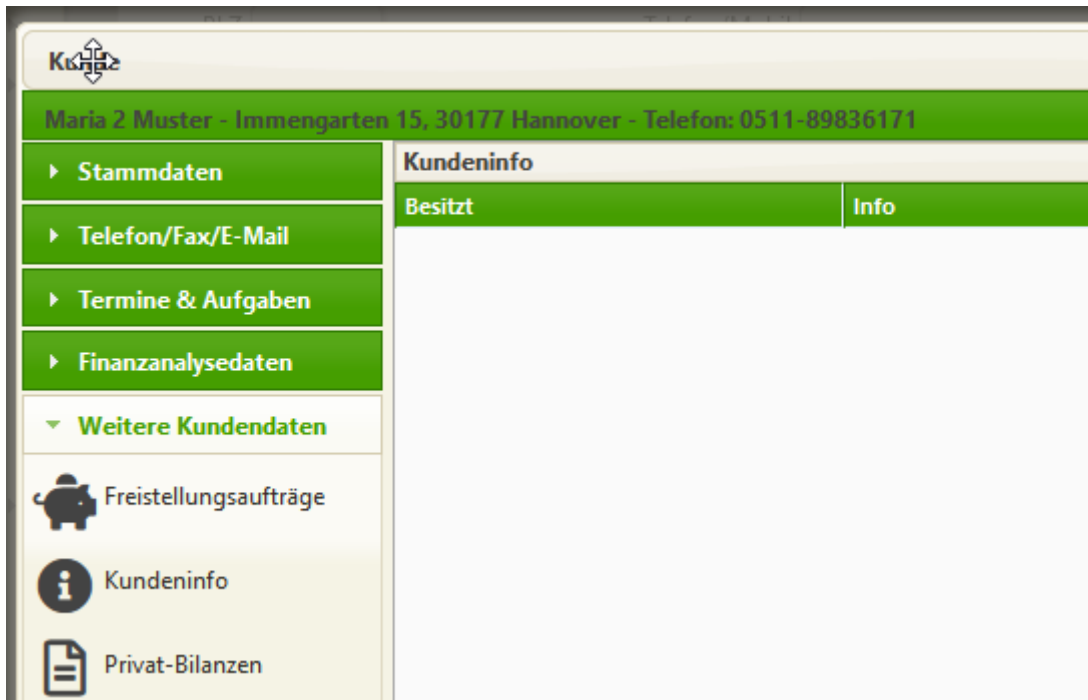 Kunde
Maria 2 Muster - Immengarten 15, 30177 Hannover - Telefon: 0511-89836171
Stammdaten
Telefon/Fax/E-Mail
Termine & Aufgaben
Finanzanalysedaten
Weitere Kundendaten
Freistellungsaufträge
Kundeninfo
Privat-Bilanzen
Kundeninfo
Besitzt
Info